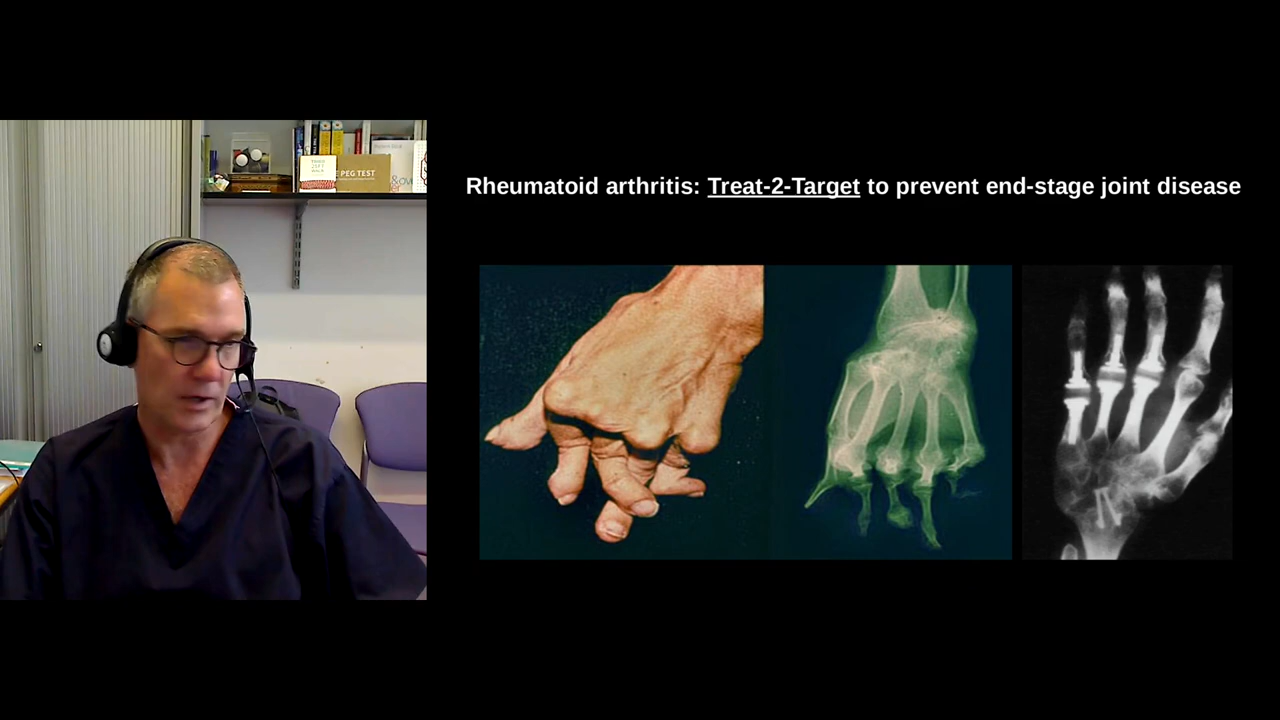 Rheumatoid arthritis: Treat-2-Target to prevent end-stage joint disease
PEG TEST